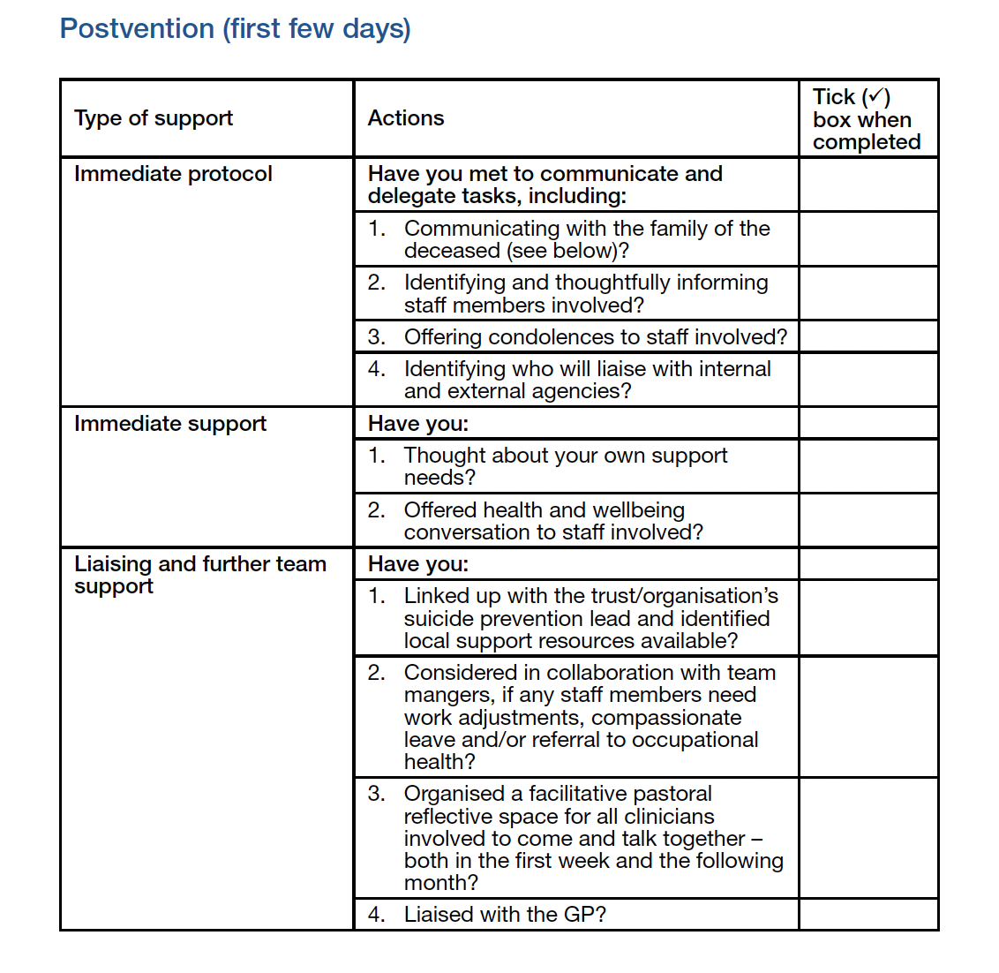 Postvention (first few days)
Type of support
Actions
Tick (✓)
box when
completed
Immediate protocol
Have you met to communicate and
delegate tasks, including:
1. Communicating with the family of the
deceased (see below)?
2. Identifying and thoughtfully informing
staff members involved?
3. Offering condolences to staff involved?
4. Identifying who will liaise with internal
and external agencies?
Immediate support
Have you:
1. Thought about your own support
needs?
2. Offered health and wellbeing
conversation to staff involved?
Liaising and further team
support
Have you:
1. Linked up with the trust/organisation’s
suicide prevention lead and identified
local support resources available?
2. Considered in collaboration with team
mangers, if any staff members need
work adjustments, compassionate
leave and/or referral to occupational
health?
3. Organised a facilitative pastoral
reflective space for all clinicians
involved to come and talk together –
both in the first week and the following
month?
4. Liaised with the GP?